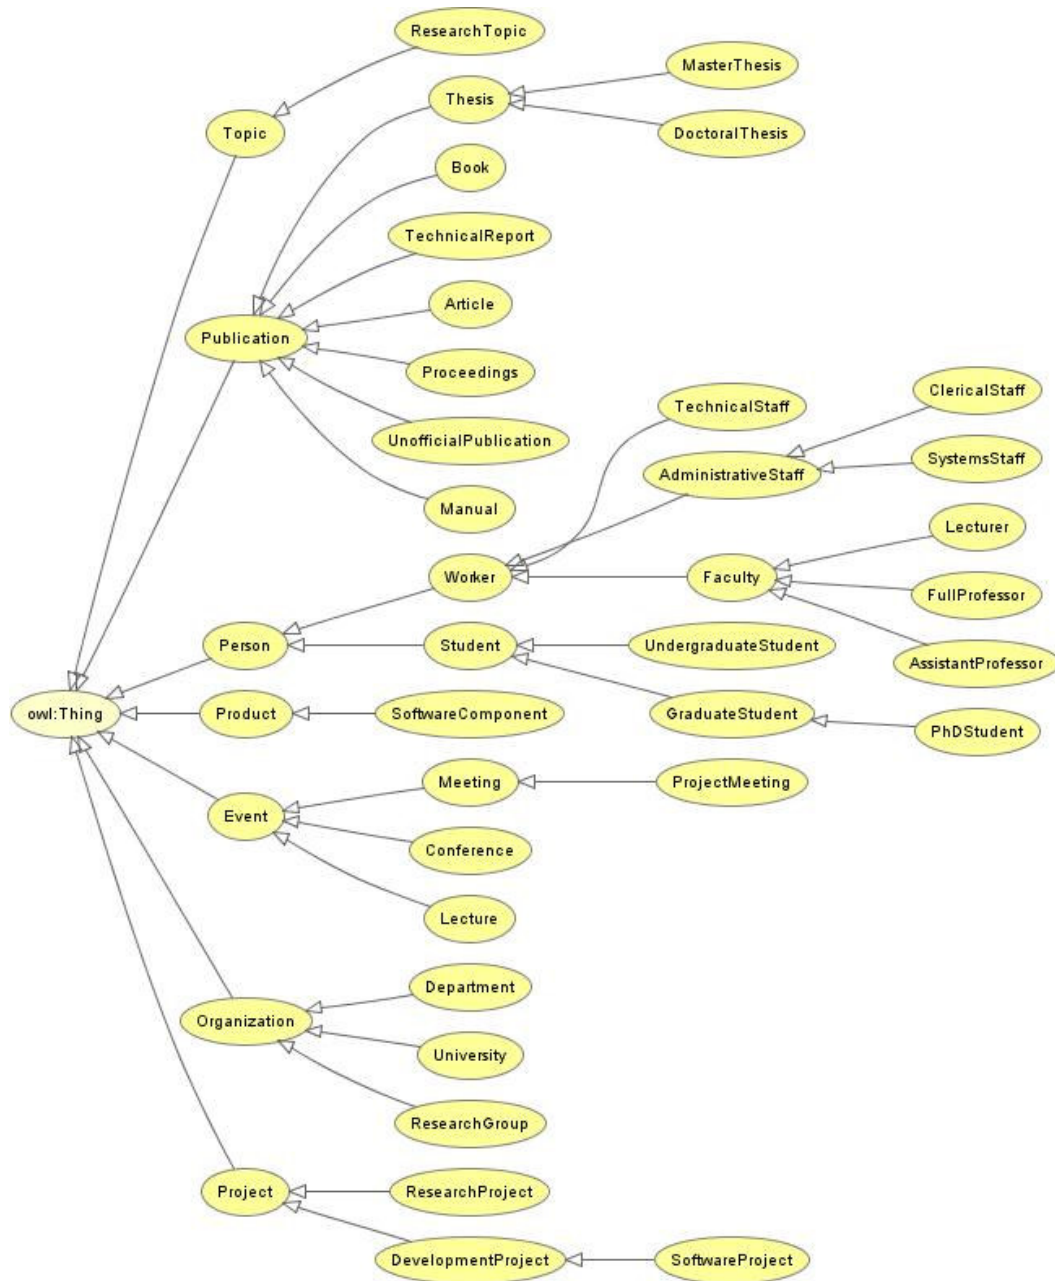 ResearchTopic
MasterThesis
Thesis
Topic
DoctoralThesis
Book
TechnicalReport
Article
Publication
Proceedings
ClericalStaff
TechnicalStaff
UnofficialPublication
SystemsStaff
AdministrativeStaff
Manual
Lecturer
Worker
Faculty
FullProfessor
Person
Student
UndergraduateStudent
AssistantProfessor
owl:Thing
Product
SoftwareComponent
GraduateStudent
PhDStudent
Meeting
ProjectMeeting
Event
Conference
Lecture
Department
Organization
University
ResearchGroup
Project
ResearchProject
DevelopmentProject
SoftwareProject